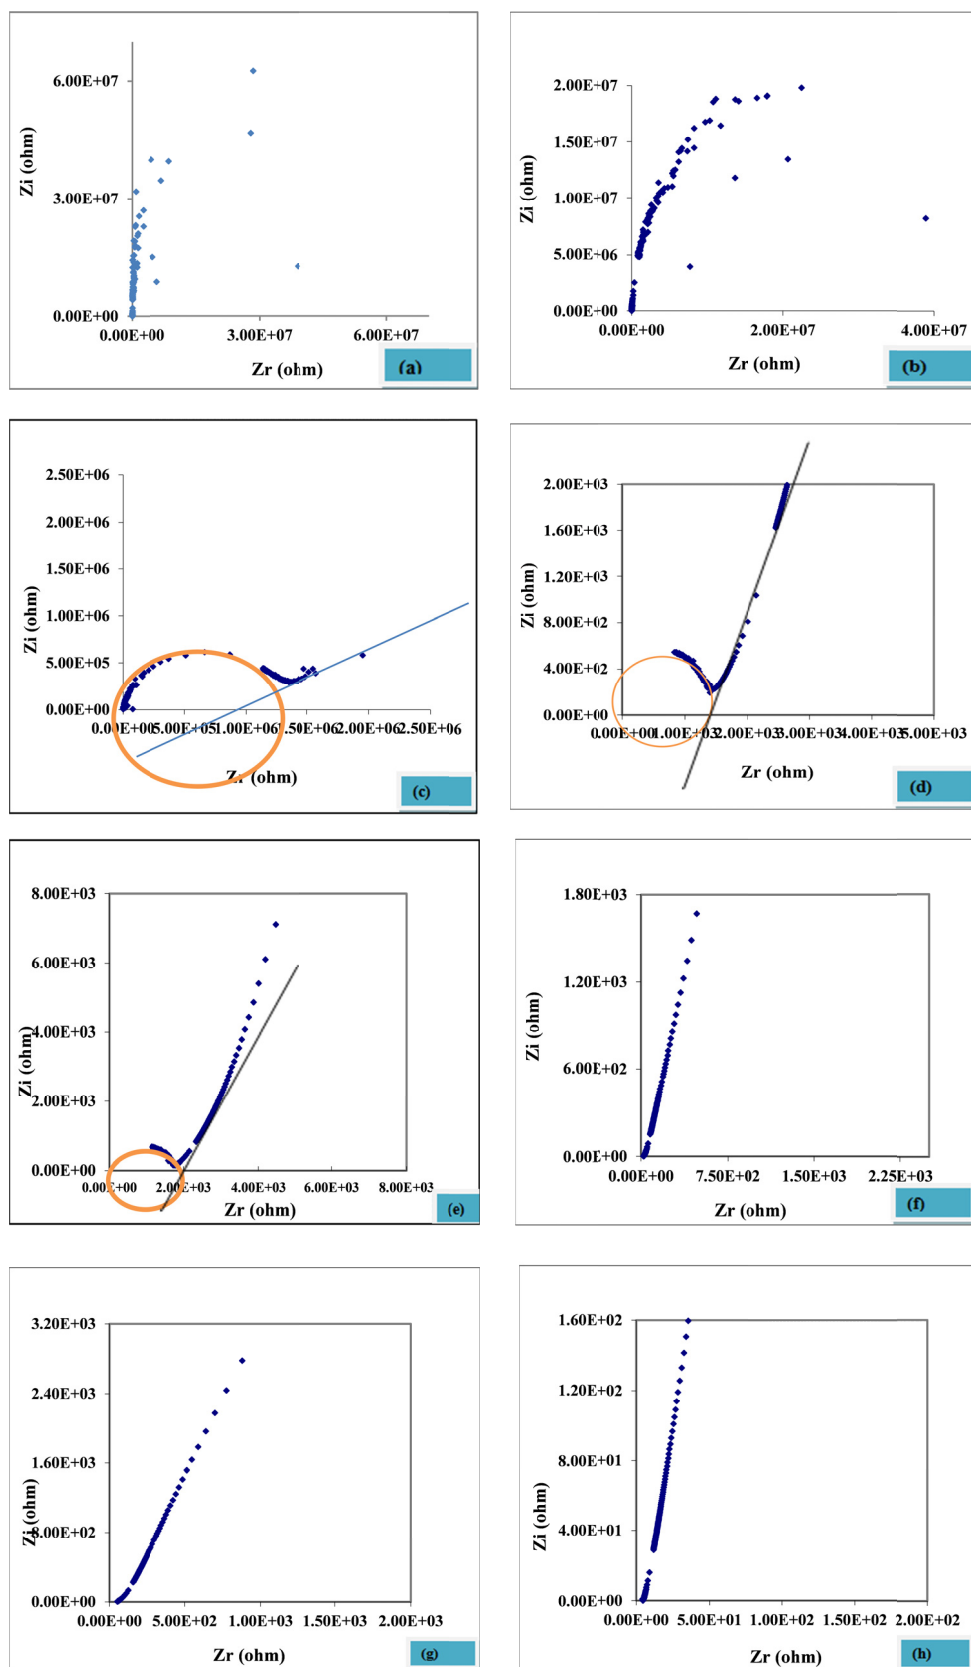 6.00E+07
3.00E+07
0.00E+00
Zi (ohm)
0.00E+00 3.00E+07 6.00E+07
Zr (ohm)
(a)
2.00E+07
1.50E+07
1.00E+07
5.00E+06
0.00E+00
Zi (ohm)
0.00E+00 2.00E+07 4.00E+07
Zr (ohm)
(b)
2.50E+06
2.00E+06
1.50E+06
1.00E+06
5.00E+05
0.00E+00
Zi (ohm)
2.00E+06 2.50E+06
Zr (ohm)
(c)
2.00E+03
1.60E+03
1.20E+03
8.00E+02
4.00E+02
0.00E+00
Zi (ohm)
2.00E+03 3.00E+03 4.00E+03 5.00E+03
Zr (ohm)
(d)
8.00E+03
6.00E+03
4.00E+03
2.00E+03
0.00E+00
Zi (ohm)
0.00E+00 2.00E+03 4.00E+03 6.00E+03 8.00E+03
Zr (ohm)
(e)
1.80E+03
1.20E+03
6.00E+02
0.00E+00
Zi (ohm)
0.00E+00 7.50E+02 1.50E+03 2.25E+03
Zr (ohm)
(f)
3.20E+03
2.40E+03
1.60E+03
8.00E+02
0.00E+00
Zi (ohm)
0.00E+00 5.00E+02 1.00E+03 1.50E+03 2.00E+03
Zr (ohm)
(g)
1.60E+02
1.20E+02
8.00E+01
4.00E+01
0.00E+00
Zi (ohm)
0.00E+00 5.00E+01 1.00E+02 1.50E+02 2.00E+02
Zr (ohm)
(h)